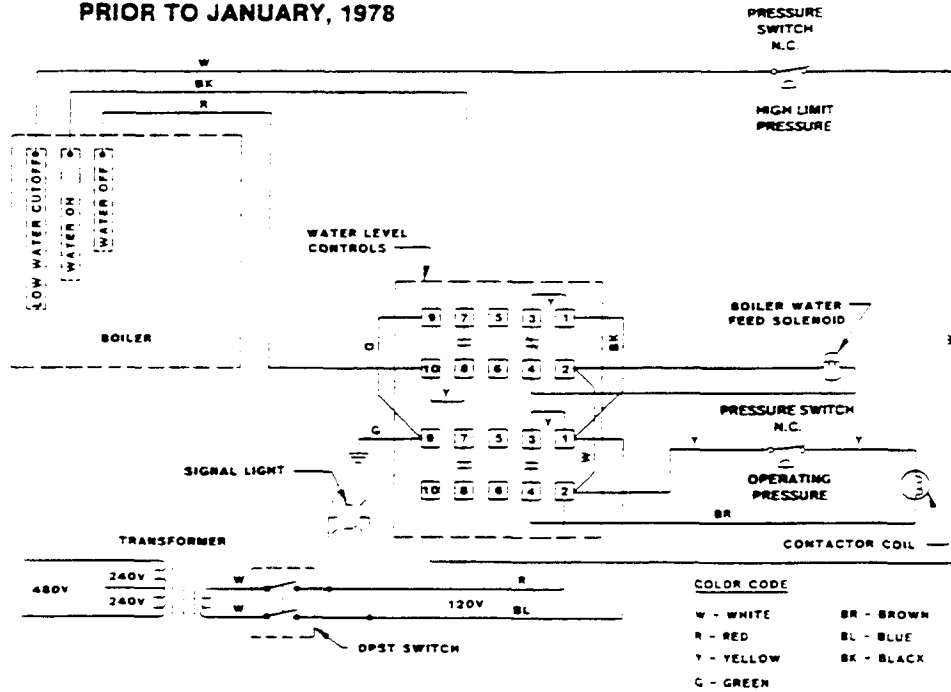 PRIOR TO JANUARY, 1978
PRESSURE
SWITCH
N.C.
W
BK
R
HIGH LIMIT
PRESSURE
LOW WATER CUTOFF
WATER ON
WATER OFF
BOILER
WATER LEVEL
CONTROLS
BOILER WATER
FEED SOLENOID
Y
9 7 5 3 1
BK
10 8 6 4 2
Y
Y
G
9 7 5 3 1
W
10 8 6 4 2
PRESSURE SWITCH
N.C.
Y Y
OPERATING
PRESSURE
BR
SIGNAL LIGHT
CONTACTOR COIL
TRANSFORMER
480V
240V
240V
W
W
R
120V
BL
DPST SWITCH
COLOR CODE
W - WHITE
R - RED
Y - YELLOW
G - GREEN
BR - BROWN
BL - BLUE
BK - BLACK